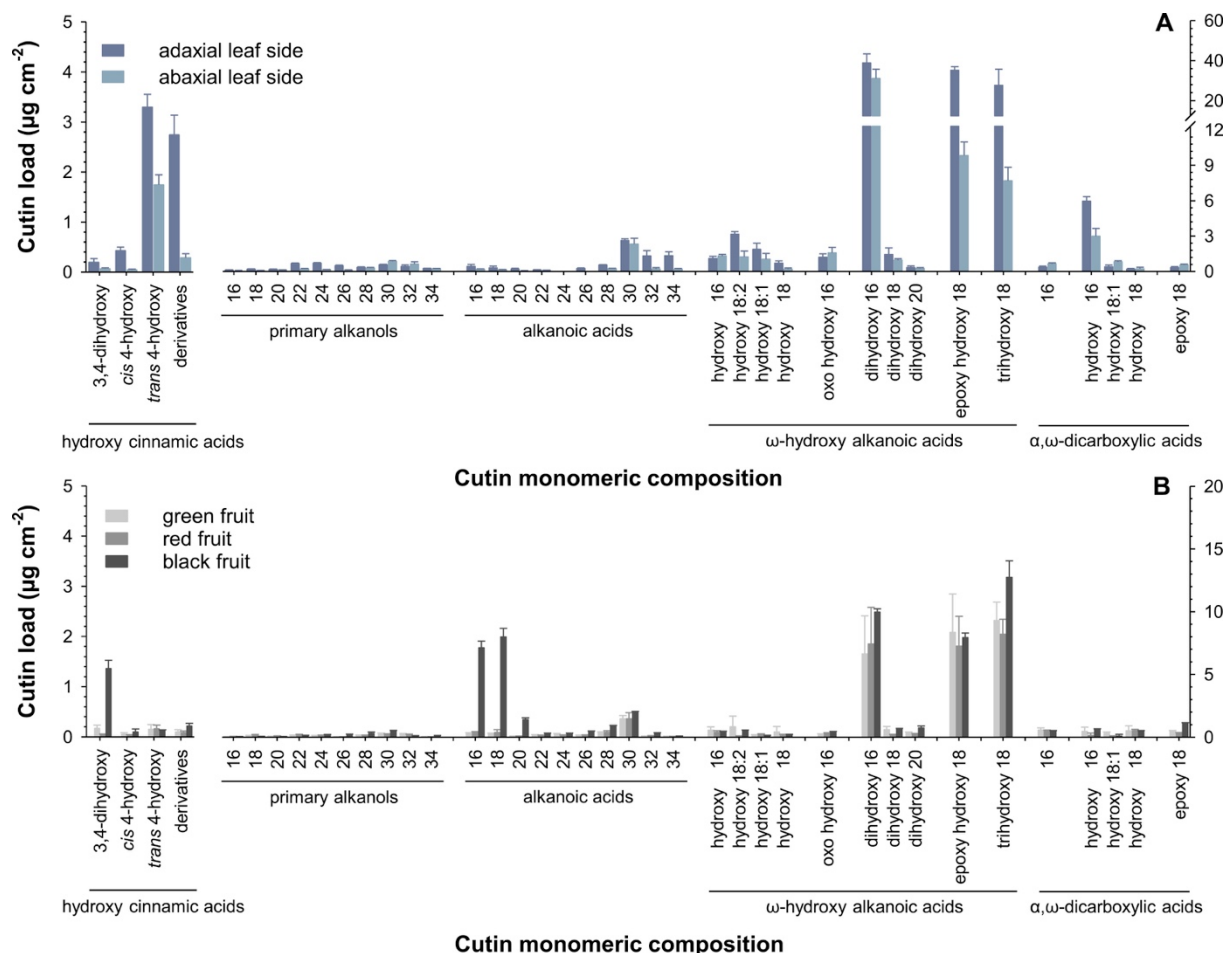 A
Cutin load (µg cm⁻²)
5
4
3
2
1
0
60
40
20
12
9
6
3
0
adaxial leaf side
abaxial leaf side
3,4-dihydroxy
cis 4-hydroxy
trans 4-hydroxy
derivatives
hydroxy cinnamic acids
16
18
20
22
24
26
28
30
32
34
primary alkanols
16
18
20
22
24
26
28
30
32
34
alkanoic acids
hydroxy 16
hydroxy 18:2
hydroxy 18:1
hydroxy 18
oxo hydroxy 16
dihydroxy 16
dihydroxy 18
dihydroxy 20
epoxy hydroxy 18
trihydroxy 18
ω-hydroxy alkanoic acids
16
hydroxy 16
hydroxy 18:1
hydroxy 18
epoxy 18
α,ω-dicarboxylic acids
Cutin monomeric composition
B
Cutin load (µg cm⁻²)
5
4
3
2
1
0
20
15
10
5
0
green fruit
red fruit
black fruit
3,4-dihydroxy
cis 4-hydroxy
trans 4-hydroxy
derivatives
hydroxy cinnamic acids
16
18
20
22
24
26
28
30
32
34
primary alkanols
16
18
20
22
24
26
28
30
32
34
alkanoic acids
hydroxy 16
hydroxy 18:2
hydroxy 18:1
hydroxy 18
oxo hydroxy 16
dihydroxy 16
dihydroxy 18
dihydroxy 20
epoxy hydroxy 18
trihydroxy 18
ω-hydroxy alkanoic acids
16
hydroxy 16
hydroxy 18:1
hydroxy 18
epoxy 18
α,ω-dicarboxylic acids
Cutin monomeric composition